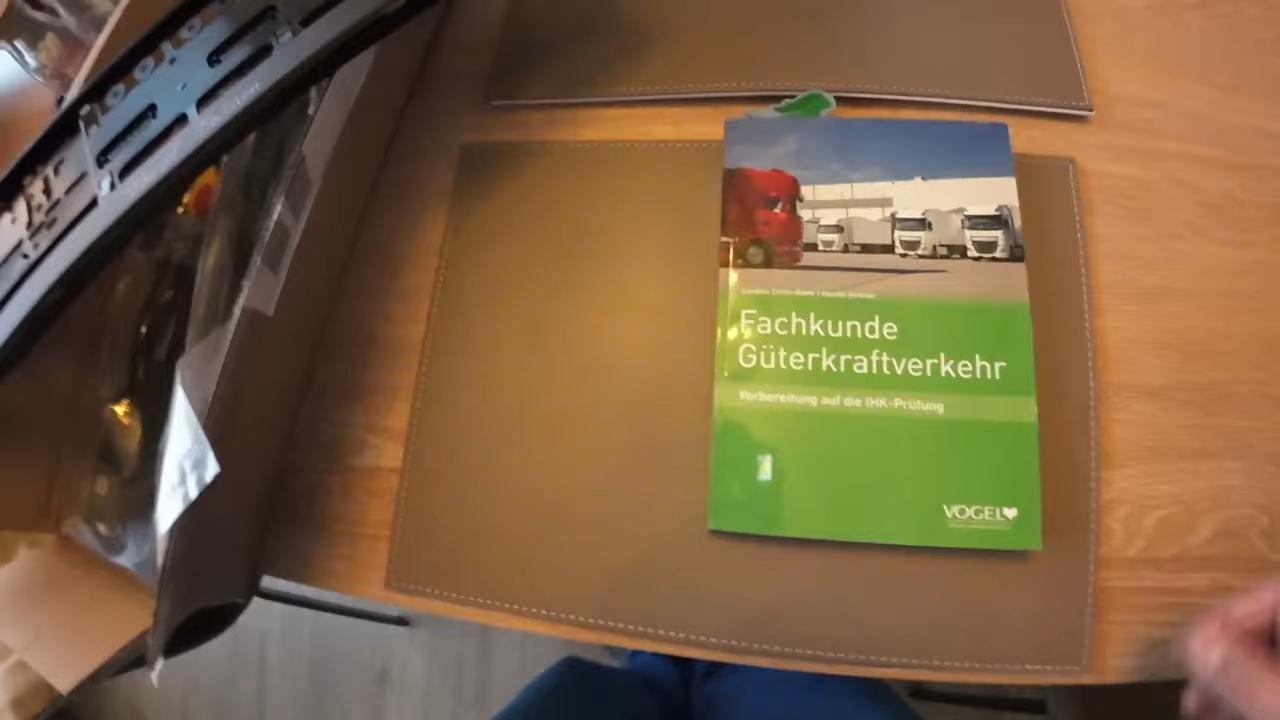 Fachkunde
Güterkraftverkehr
Vorbereitung auf die IHK-Prüfung
VOGEL